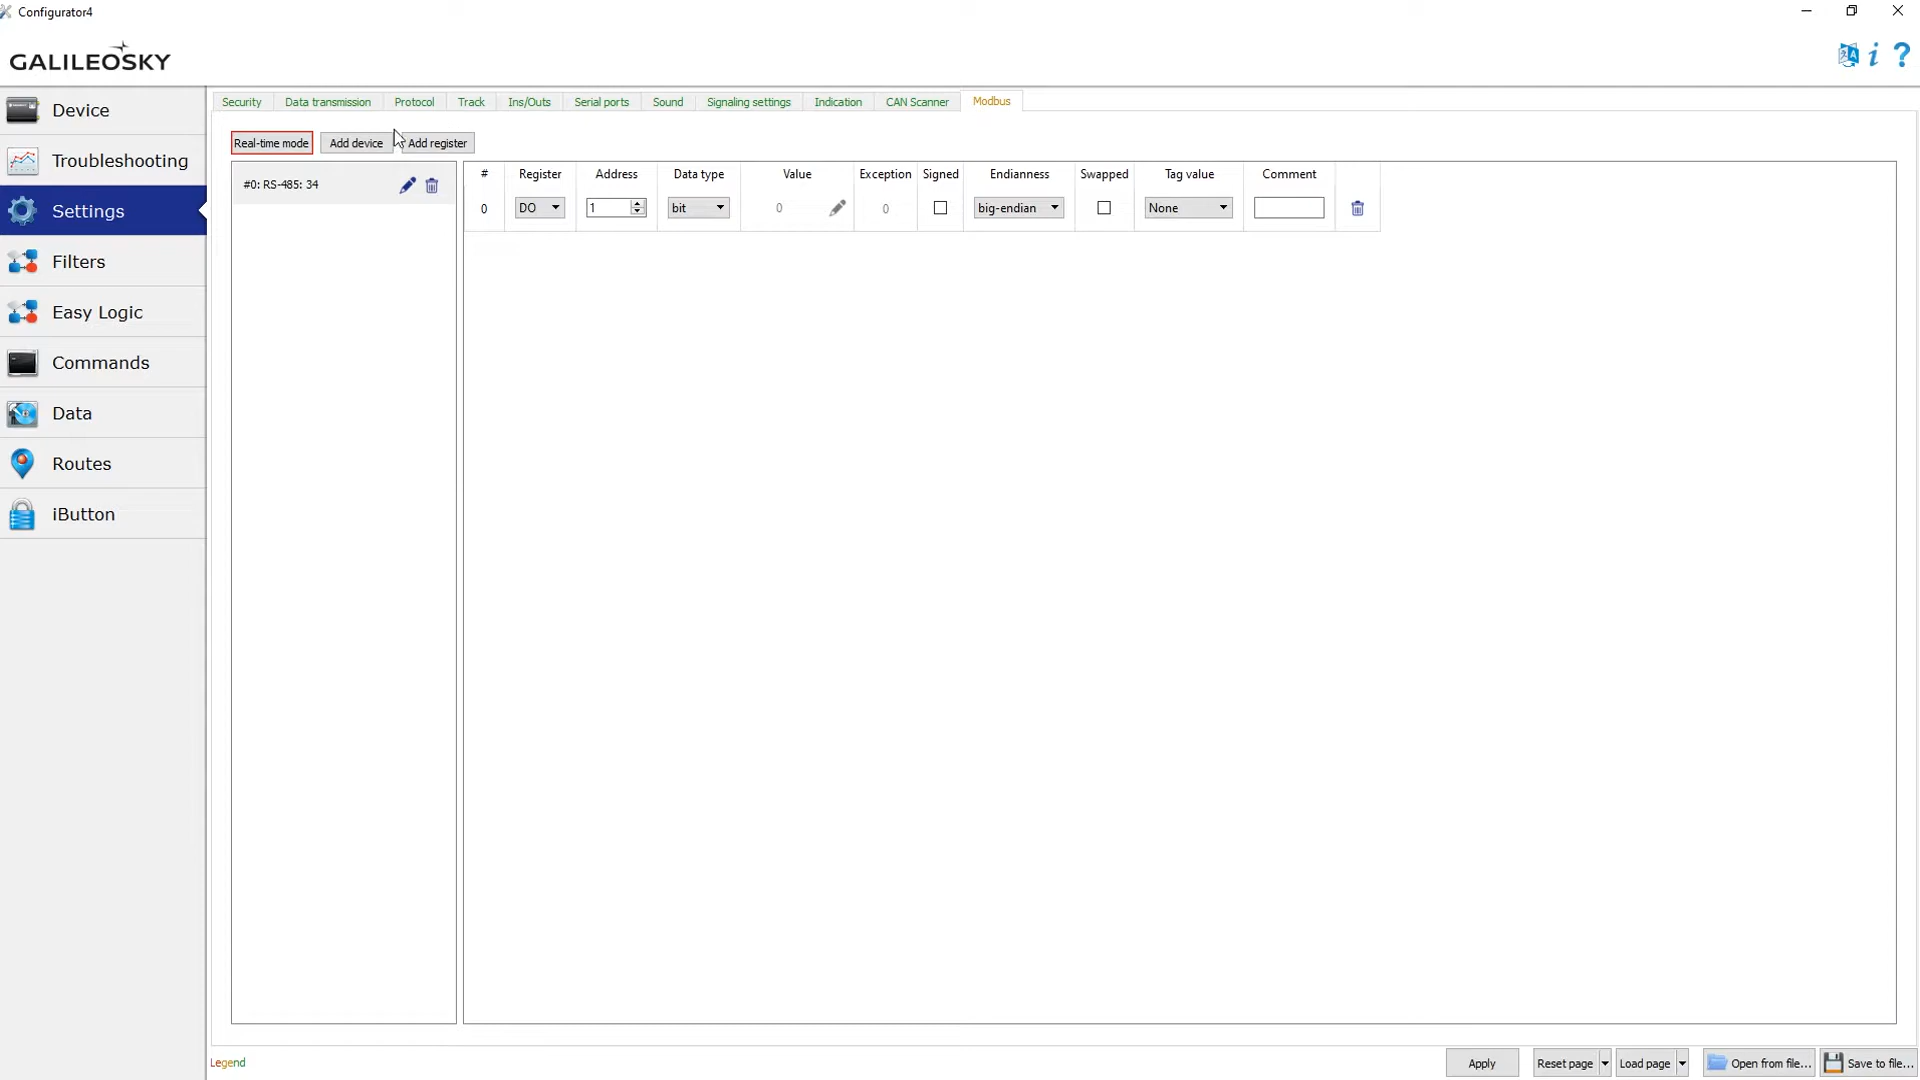 Configurator4
GALILEOSKY
Device
Troubleshooting
Settings
Filters
Easy Logic
Commands
Data
Routes
iButton
Security Data transmission Protocol Track Ins/Outs Serial ports Sound Signaling settings Indication CAN Scanner Modbus
Real-time mode Add device Add register
#0: RS-485: 34
# Register Address Data type Value Exception Signed Endianness Swapped Tag value Comment
0 DO 1 bit 0 0 big-endian None
Legend
Apply Reset page Load page Open from file... Save to file...